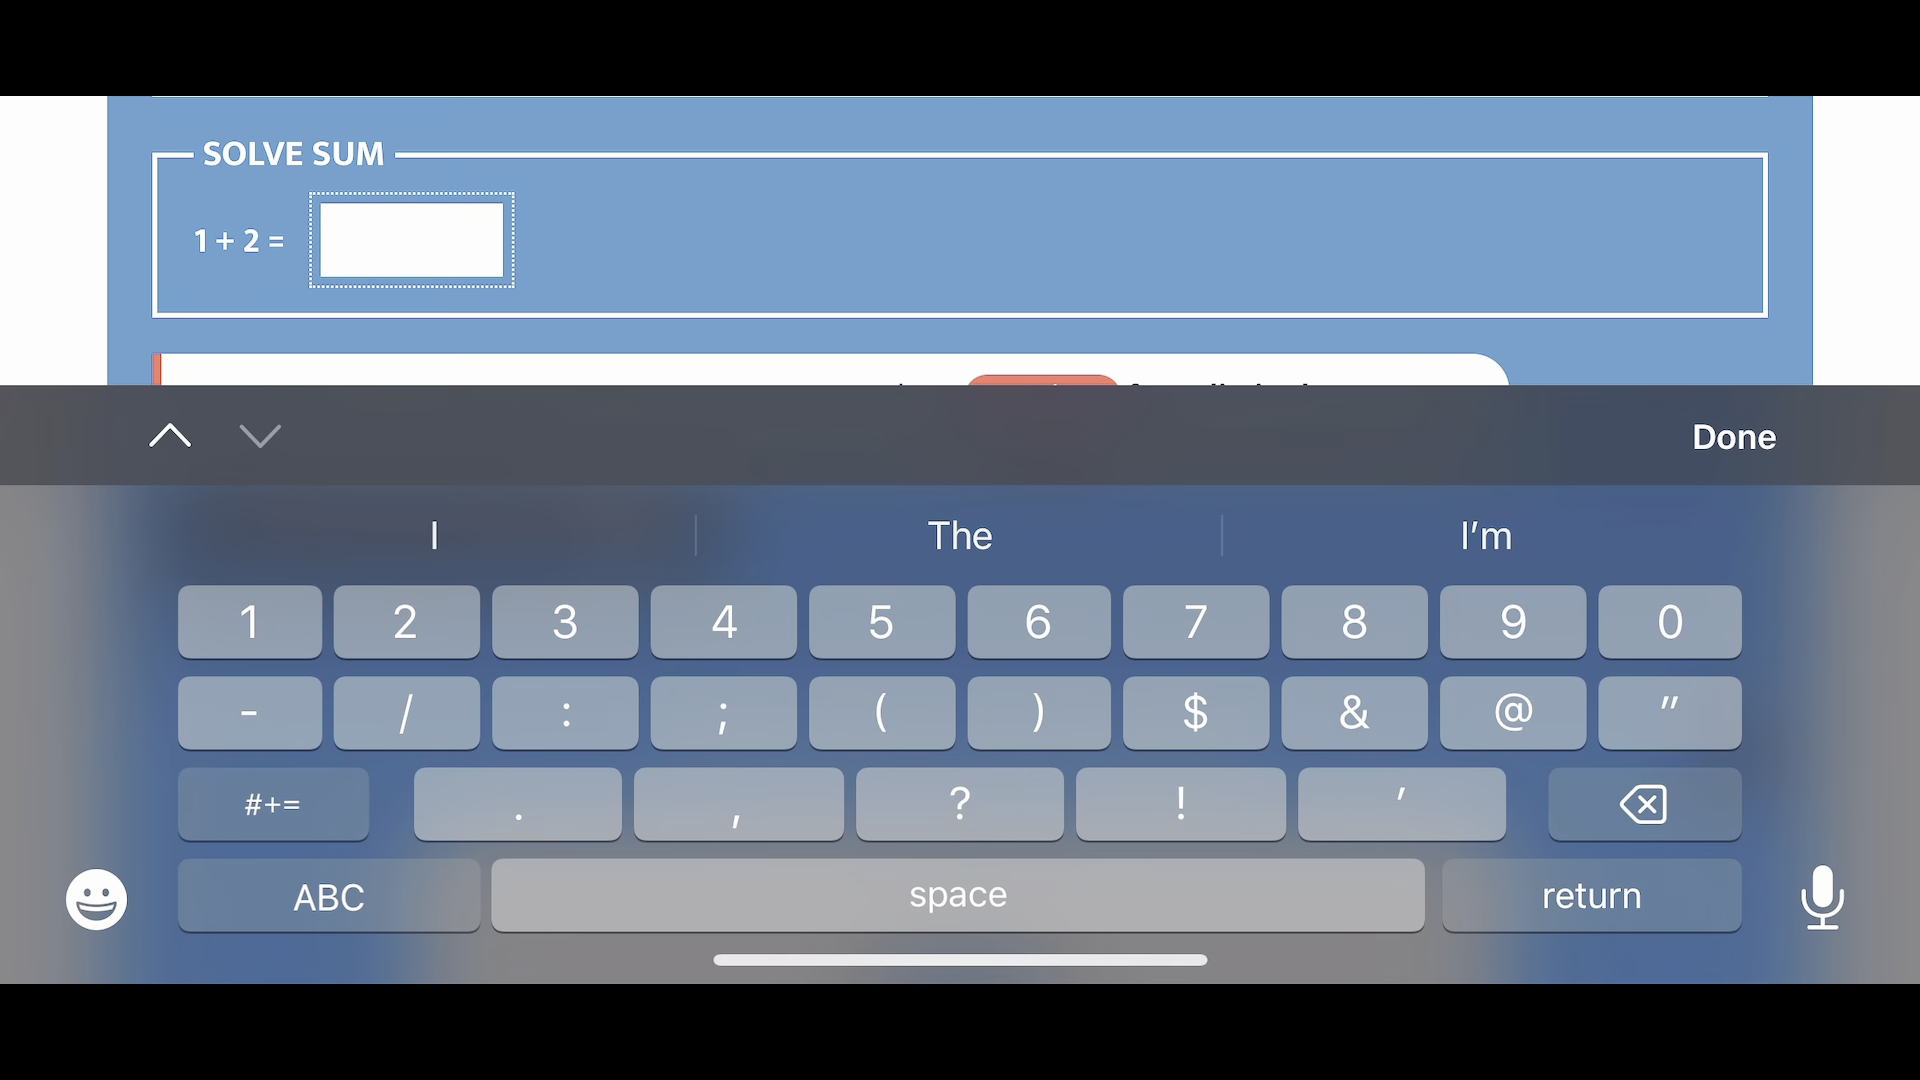 SOLVE SUM
1 + 2 =
Done
I
The
I'm
1 2 3 4 5 6 7 8 9 0
- / : ; ( ) $ & @ "
#+= . , ? ! '
ABC space return